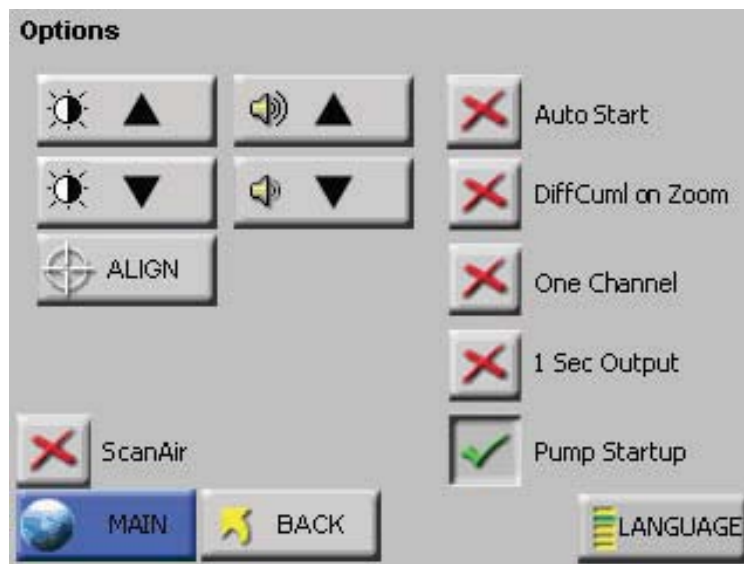 Options
Auto Start
DiffCuml on Zoom
ALIGN
One Channel
1 Sec Output
ScanAir
Pump Startup
MAIN
BACK
LANGUAGE